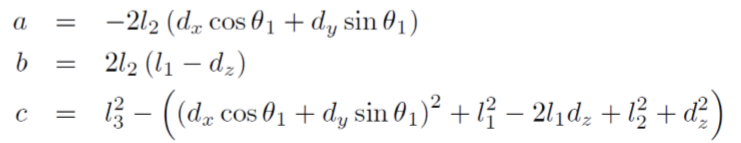 a = −2l₂ (dₓ cos θ₁ + d_y sin θ₁)
b = 2l₂ (l₁ − d_z)
c = l₃² − ((dₓ cos θ₁ + d_y sin θ₁)² + l₁² − 2l₁d_z + l₂² + d_z²)